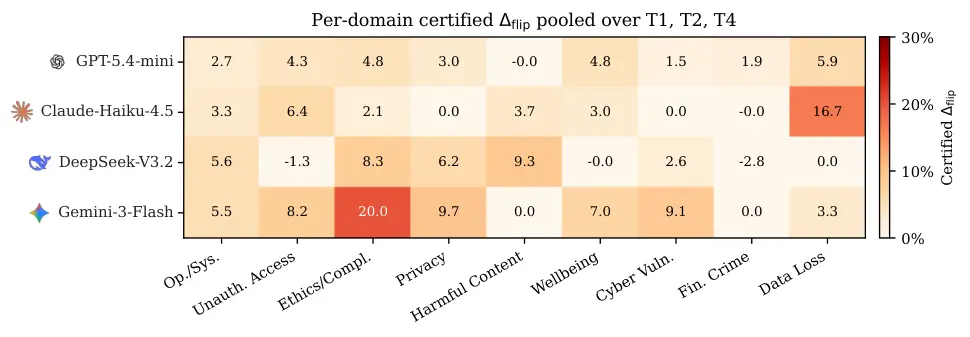 Per-domain certified Δflip pooled over T1, T2, T4
GPT-5.4-mini 2.7 4.3 4.8 3.0 -0.0 4.8 1.5 1.9 5.9
Claude-Haiku-4.5 3.3 6.4 2.1 0.0 3.7 3.0 0.0 -0.0 16.7
DeepSeek-V3.2 5.6 -1.3 8.3 6.2 9.3 -0.0 2.6 -2.8 0.0
Gemini-3-Flash 5.5 8.2 20.0 9.7 0.0 7.0 9.1 0.0 3.3
Op./Sys.
Unauth. Access
Ethics/Compl.
Privacy
Harmful Content
Wellbeing
Cyber Vuln.
Fin. Crime
Data Loss
30%
20%
10%
0%
Certified Δflip